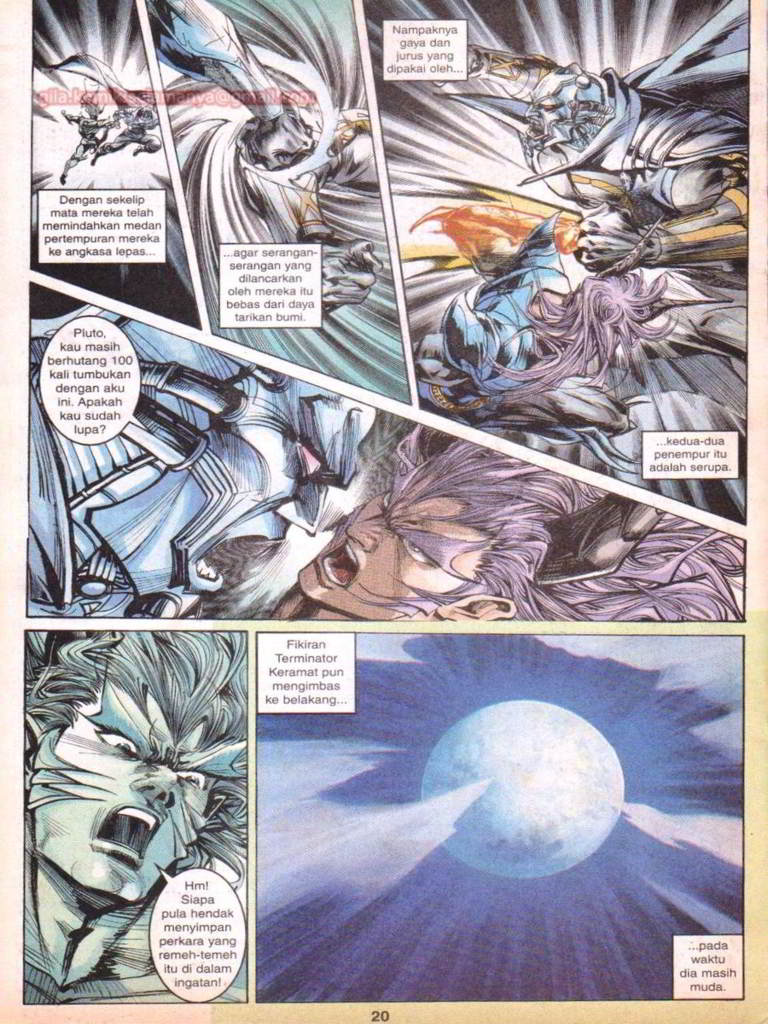 Dengan sekelip
mata mereka telah
memindahkan medan
pertempuran mereka
ke angkasa lepas...
...agar serangan-
serangan yang
dilancarkan
oleh mereka itu
bebas dari daya
tarikan bumi.
Nampaknya
gaya dan
jurus yang
dipakai oleh...
...kedua-dua
penempur itu
adalah serupa.
Pluto,
kau masih
berhutang 100
kali tumbukan
dengan aku
ini. Apakah
kau sudah
lupa?
Hm!
Siapa
pula hendak
menyimpan
perkara yang
remeh-temeh
itu di dalam
ingatan!
Fikiran
Terminator
Keramat pun
mengimbas
ke belakang...
...pada
waktu
dia masih
muda.
20